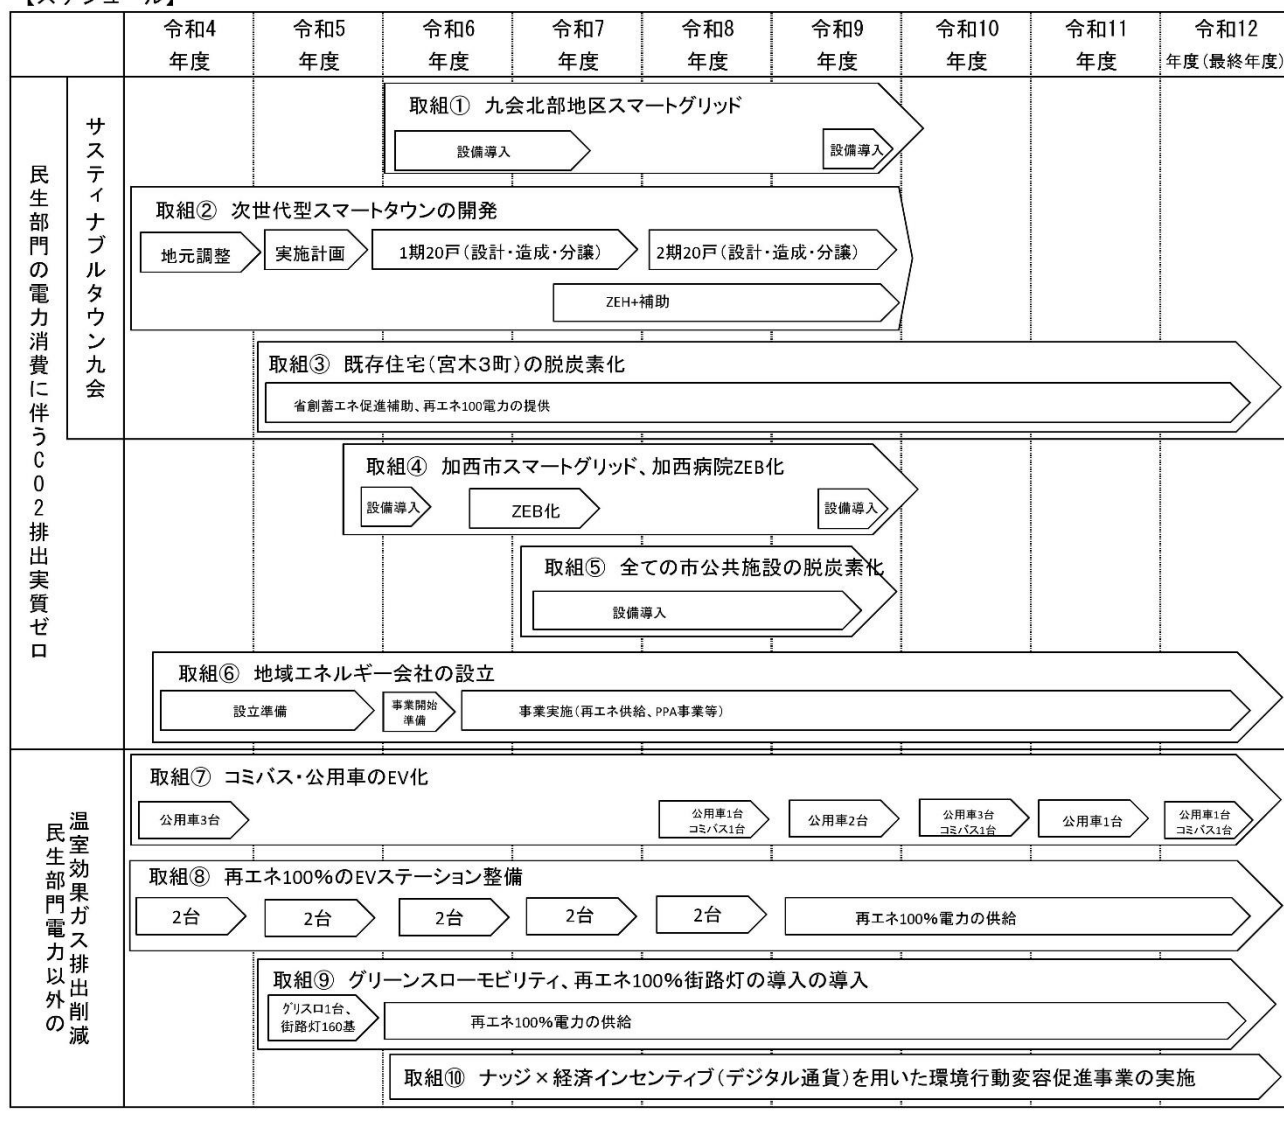 【スケジュール】
令和4
年度
令和5
年度
令和6
年度
令和7
年度
令和8
年度
令和9
年度
令和10
年度
令和11
年度
令和12
年度(最終年度)
民生部門の電力消費に伴うCO2排出実質ゼロ
サスティナブルタウン九会
取組① 九会北部地区スマートグリッド
設備導入
設備導入
取組② 次世代型スマートタウンの開発
地元調整
実施計画
1期20戸(設計・造成・分譲)
2期20戸(設計・造成・分譲)
ZEH+補助
取組③ 既存住宅(宮木3町)の脱炭素化
省創蓄エネ促進補助、再エネ100電力の提供
取組④ 加西市スマートグリッド、加西病院ZEB化
設備導入
ZEB化
設備導入
取組⑤ 全ての市公共施設の脱炭素化
設備導入
取組⑥ 地域エネルギー会社の設立
設立準備
事業開始
準備
事業実施(再エネ供給、PPA事業等)
民生部門電力以外の
温室効果ガス排出削減
取組⑦ コミバス・公用車のEV化
公用車3台
公用車1台
コミバス1台
公用車2台
公用車3台
コミバス1台
公用車1台
公用車1台
コミバス1台
取組⑧ 再エネ100%のEVステーション整備
2台
2台
2台
2台
2台
再エネ100%電力の供給
取組⑨ グリーンスローモビリティ、再エネ100%街路灯の導入の導入
グリスロ1台、
街路灯160基
再エネ100%電力の供給
取組⑩ ナッジ×経済インセンティブ(デジタル通貨)を用いた環境行動変容促進事業の実施